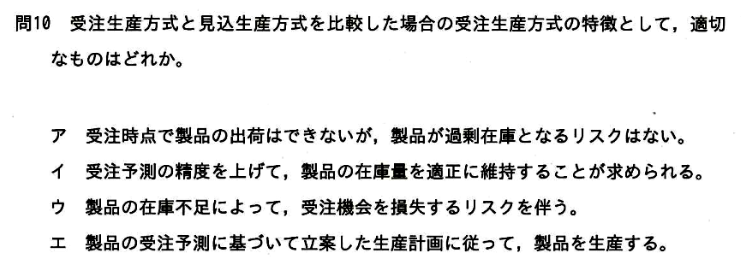 問10 受注生産方式と見込生産方式を比較した場合の受注生産方式の特徴として，適切
なものはどれか。
ア 受注時点で製品の出荷はできないが，製品が過剰在庫となるリスクはない。
イ 受注予測の精度を上げて，製品の在庫量を適正に維持することが求められる。
ウ 製品の在庫不足によって，受注機会を損失するリスクを伴う。
エ 製品の受注予測に基づいて立案した生産計画に従って，製品を生産する。